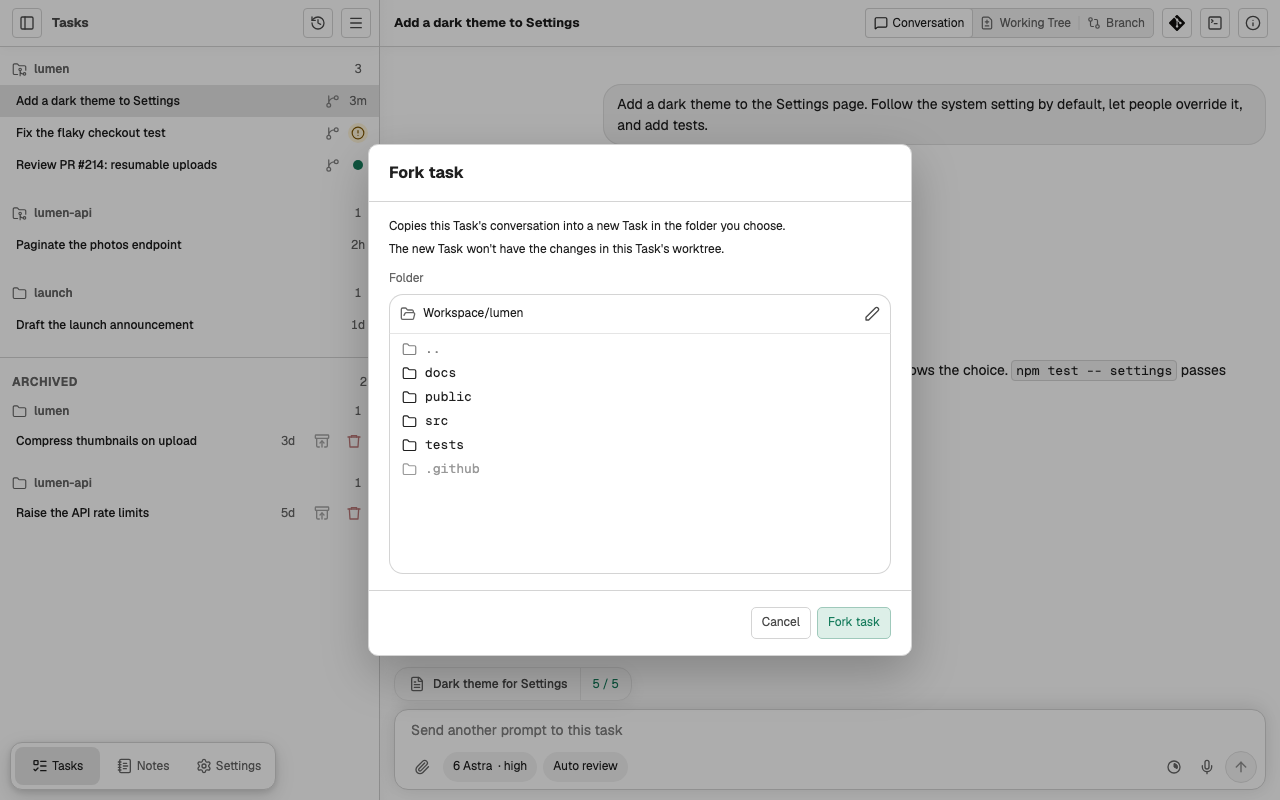 Tasks
Add a dark theme to Settings
Conversation
Working Tree
Branch
lumen 3
Add a dark theme to Settings 3m
Fix the flaky checkout test
Review PR #214: resumable uploads
lumen-api 1
Paginate the photos endpoint 2h
launch 1
Draft the launch announcement 1d
ARCHIVED 2
lumen 1
Compress thumbnails on upload 3d
lumen-api 1
Raise the API rate limits 5d
Tasks
Notes
Settings
Add a dark theme to the Settings page. Follow the system setting by default, let people override it,
and add tests.
ows the choice. npm test -- settings passes
Fork task
Copies this Task's conversation into a new Task in the folder you choose.
The new Task won't have the changes in this Task's worktree.
Folder
Workspace/lumen
..
docs
public
src
tests
.github
Cancel
Fork task
Dark theme for Settings 5 / 5
Send another prompt to this task
6 Astra · high
Auto review